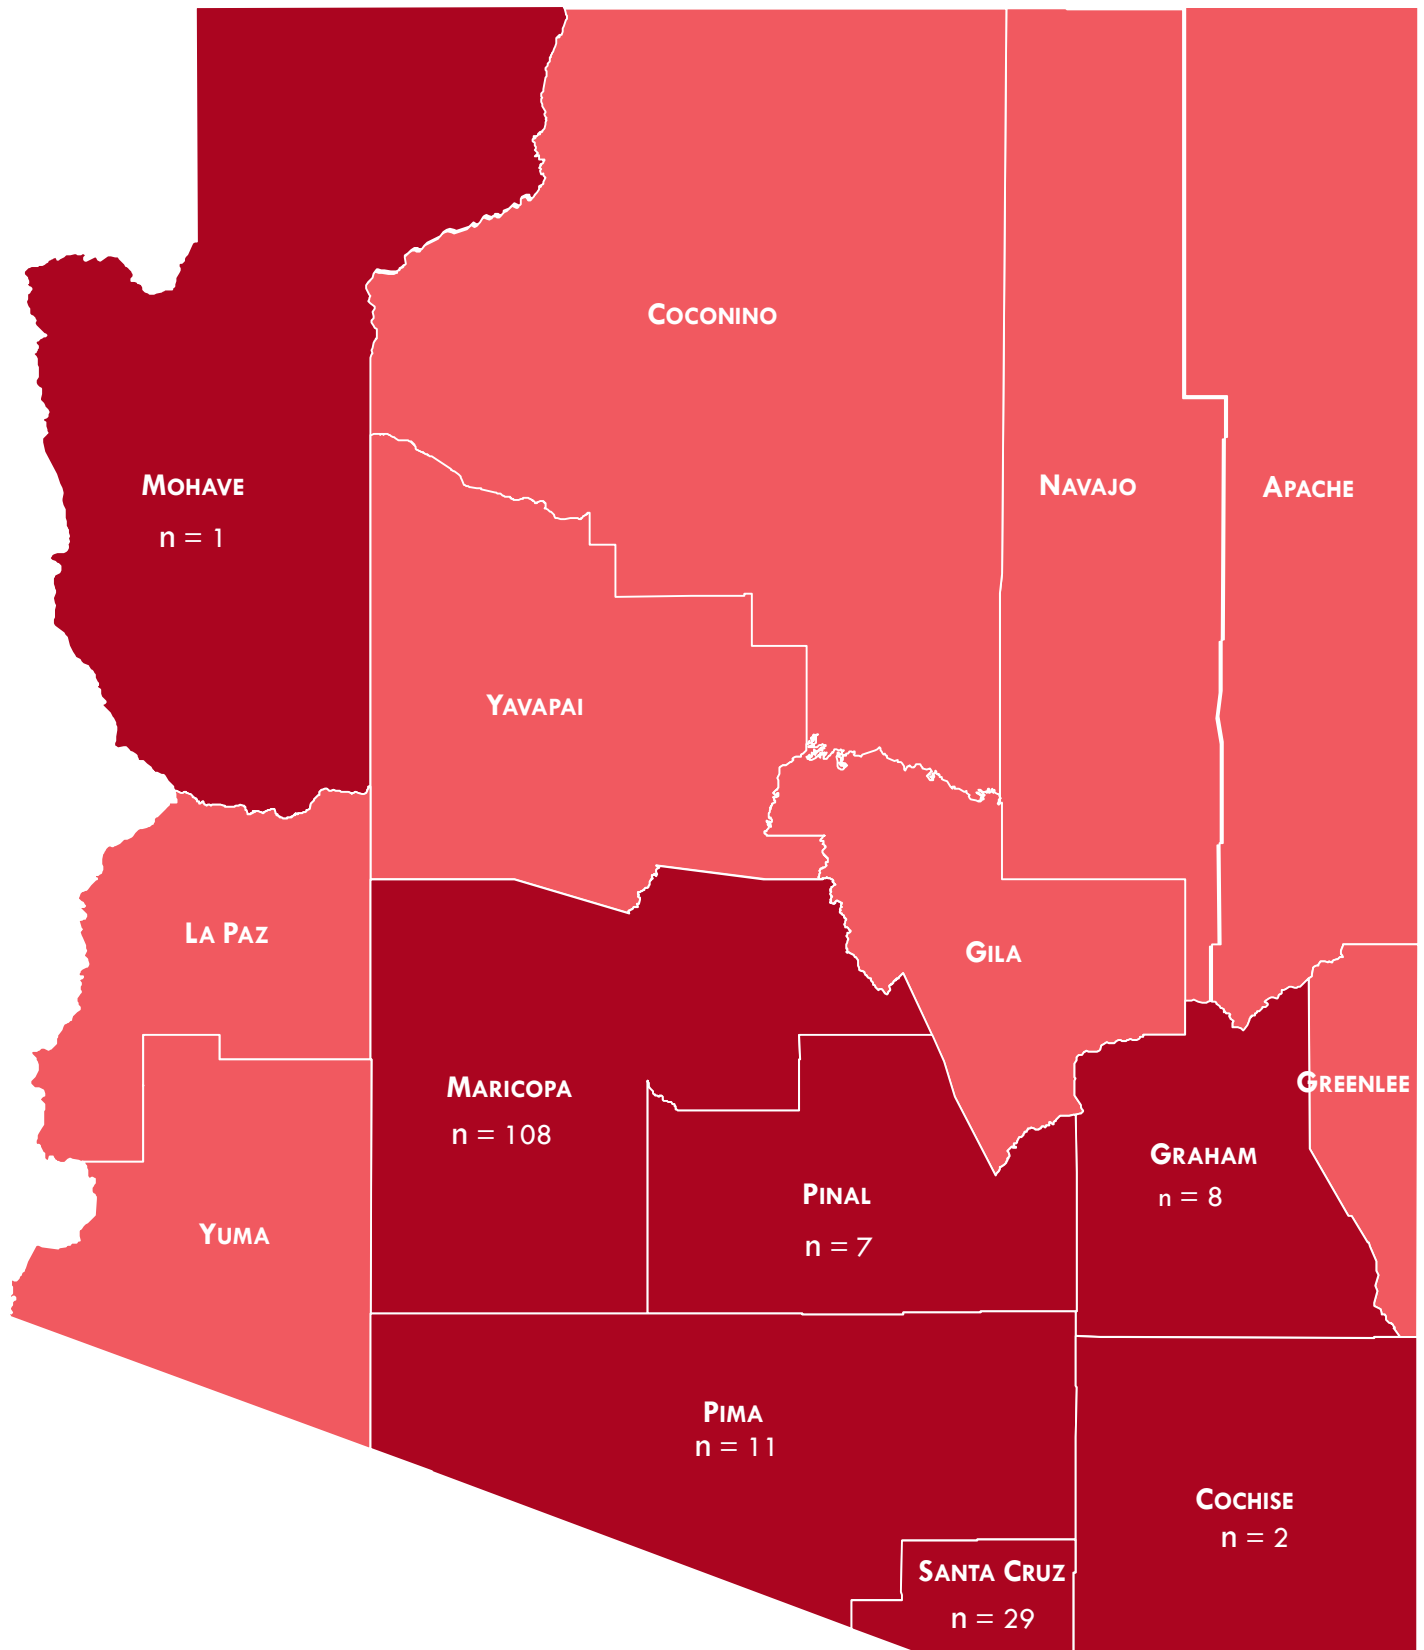 COCONINO
MOHAVE
n = 1
NAVAJO
APACHE
YAVAPAI
LA PAZ
GILA
MARICOPA
n = 108
GREENLEE
GRAHAM
n = 8
PINAL
n = 7
YUMA
PIMA
n = 11
COCHISE
n = 2
SANTA CRUZ
n = 29